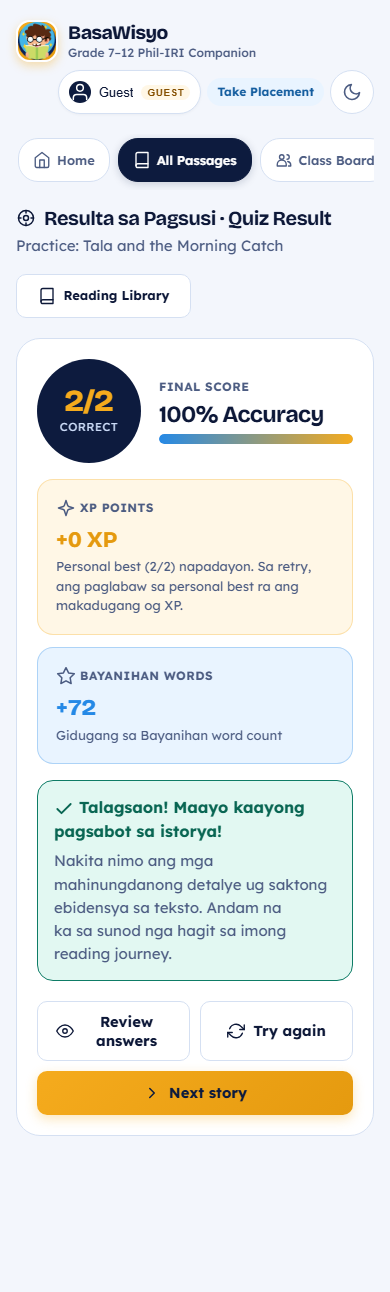 BasaWisyo
Grade 7–12 Phil-IRI Companion
Guest GUEST Take Placement
Home All Passages Class Board
Resulta sa Pagsusi · Quiz Result
Practice: Tala and the Morning Catch
Reading Library
2/2
CORRECT
FINAL SCORE
100% Accuracy
XP POINTS
+0 XP
Personal best (2/2) napadayon. Sa retry,
ang paglabaw sa personal best ra ang
makadugang og XP.
BAYANIHAN WORDS
+72
Gidugang sa Bayanihan word count
Talagsaon! Maayo kaayong
pagsabot sa istorya!
Nakita nimo ang mga
mahinungdanong detalye ug saktong
ebidensya sa teksto. Andam na
ka sa sunod nga hagit sa imong
reading journey.
Review
answers
Try again
Next story